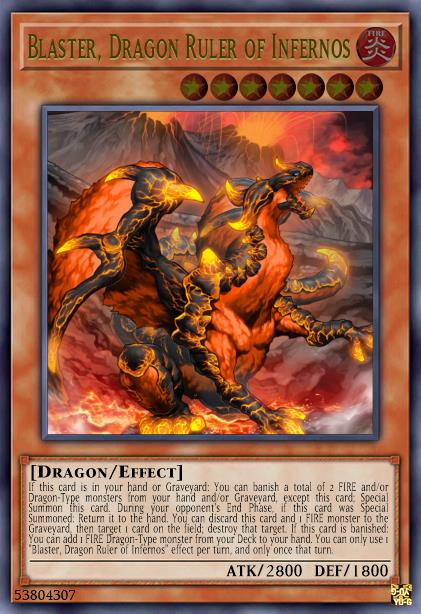 Blaster, Dragon Ruler of Infernos
FIRE
炎
[Dragon/Effect]
If this card is in your hand or Graveyard: You can banish a total of 2 FIRE and/or
Dragon-Type monsters from your hand and/or Graveyard, except this card; Special
Summon this card. During your opponent's End Phase, if this card was Special
Summoned: Return it to the hand. You can discard this card and 1 FIRE monster to the
Graveyard, then target 1 card on the field; destroy that target. If this card is banished:
You can add 1 FIRE Dragon-Type monster from your Deck to your hand. You can only use 1
"Blaster, Dragon Ruler of Infernos" effect per turn, and only once that turn.
ATK/2800 DEF/1800
53804307